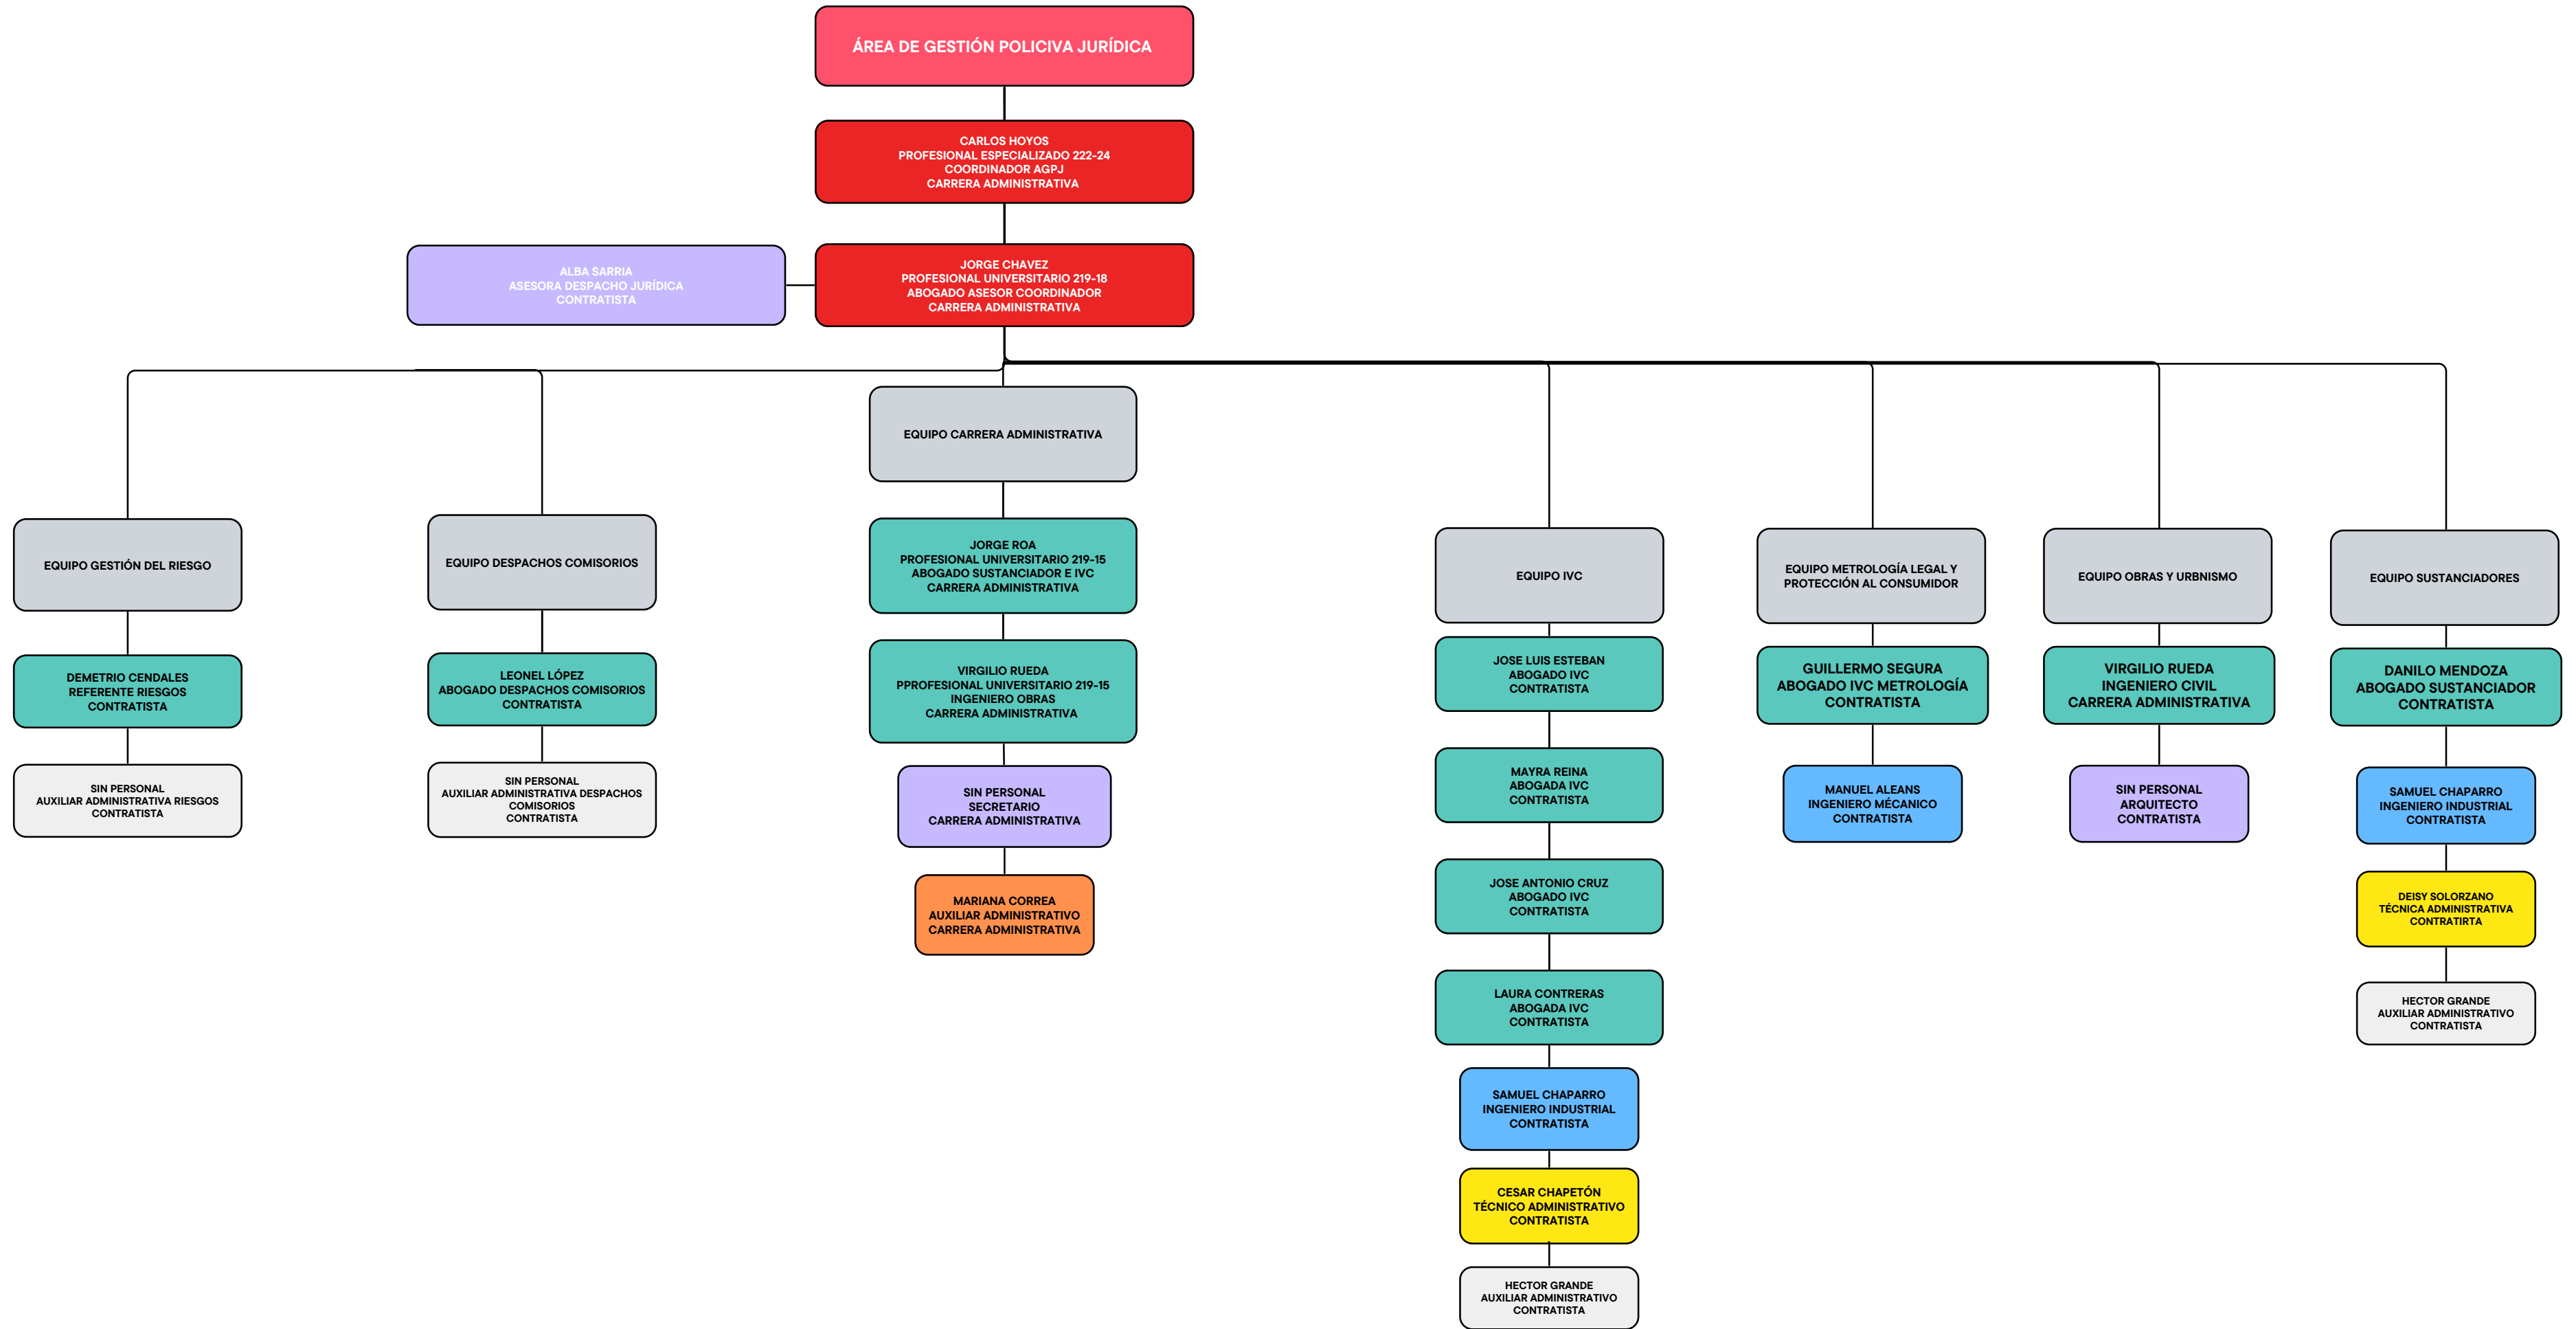 ÁREA DE GESTIÓN POLICIVA JURÍDICA
CARLOS HOYOS
PROFESIONAL ESPECIALIZADO 222-24
COORDINADOR AGPJ
CARRERA ADMINISTRATIVA
ALBA SARRIA
ASESORA DESPACHO JURÍDICA
CONTRATISTA
JORGE CHAVEZ
PROFESIONAL UNIVERSITARIO 219-18
ABOGADO ASESOR COORDINADOR
CARRERA ADMINISTRATIVA
EQUIPO GESTIÓN DEL RIESGO
DEMETRIO CENDALES
REFERENTE RIESGOS
CONTRATISTA
SIN PERSONAL
AUXILIAR ADMINISTRATIVA RIESGOS
CONTRATISTA
EQUIPO DESPACHOS COMISORIOS
LEONEL LÓPEZ
ABOGADO DESPACHOS COMISORIOS
CONTRATISTA
SIN PERSONAL
AUXILIAR ADMINISTRATIVA DESPACHOS
COMISORIOS
CONTRATISTA
EQUIPO CARRERA ADMINISTRATIVA
JORGE ROA
PROFESIONAL UNIVERSITARIO 219-15
ABOGADO SUSTANCIADOR E IVC
CARRERA ADMINISTRATIVA
VIRGILIO RUEDA
PPROFESIONAL UNIVERSITARIO 219-15
INGENIERO OBRAS
CARRERA ADMINISTRATIVA
SIN PERSONAL
SECRETARIO
CARRERA ADMINISTRATIVA
MARIANA CORREA
AUXILIAR ADMINISTRATIVO
CARRERA ADMINISTRATIVA
EQUIPO IVC
JOSE LUIS ESTEBAN
ABOGADO IVC
CONTRATISTA
MAYRA REINA
ABOGADA IVC
CONTRATISTA
JOSE ANTONIO CRUZ
ABOGADO IVC
CONTRATISTA
LAURA CONTRERAS
ABOGADA IVC
CONTRATISTA
SAMUEL CHAPARRO
INGENIERO INDUSTRIAL
CONTRATISTA
CESAR CHAPETÓN
TÉCNICO ADMINISTRATIVO
CONTRATISTA
HECTOR GRANDE
AUXILIAR ADMINISTRATIVO
CONTRATISTA
EQUIPO METROLOGÍA LEGAL Y
PROTECCIÓN AL CONSUMIDOR
GUILLERMO SEGURA
ABOGADO IVC METROLOGÍA
CONTRATISTA
MANUEL ALEANS
INGENIERO MÉCANICO
CONTRATISTA
EQUIPO OBRAS Y URBNISMO
VIRGILIO RUEDA
INGENIERO CIVIL
CARRERA ADMINISTRATIVA
SIN PERSONAL
ARQUITECTO
CONTRATISTA
EQUIPO SUSTANCIADORES
DANILO MENDOZA
ABOGADO SUSTANCIADOR
CONTRATISTA
SAMUEL CHAPARRO
INGENIERO INDUSTRIAL
CONTRATISTA
DEISY SOLORZANO
TÉCNICA ADMINISTRATIVA
CONTRATIRTA
HECTOR GRANDE
AUXILIAR ADMINISTRATIVO
CONTRATISTA